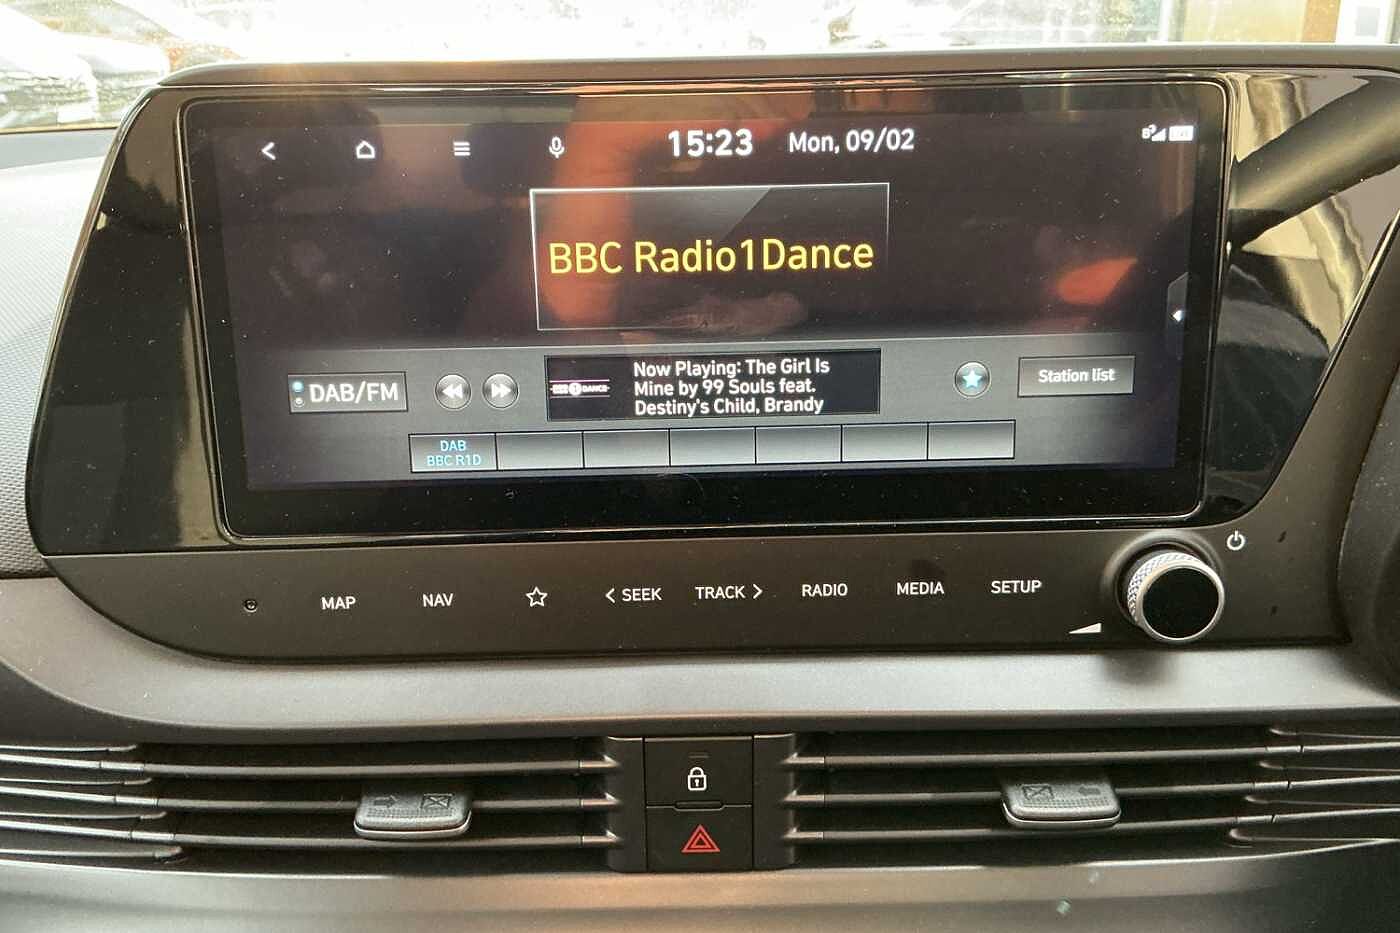 15:23 Mon, 09/02
BBC Radio1Dance
DAB/FM
DANCE
Now Playing: The Girl Is
Mine by 99 Souls feat.
Destiny's Child, Brandy
Station list
DAB
BBC R1D
MAP NAV < SEEK TRACK > RADIO MEDIA SETUP